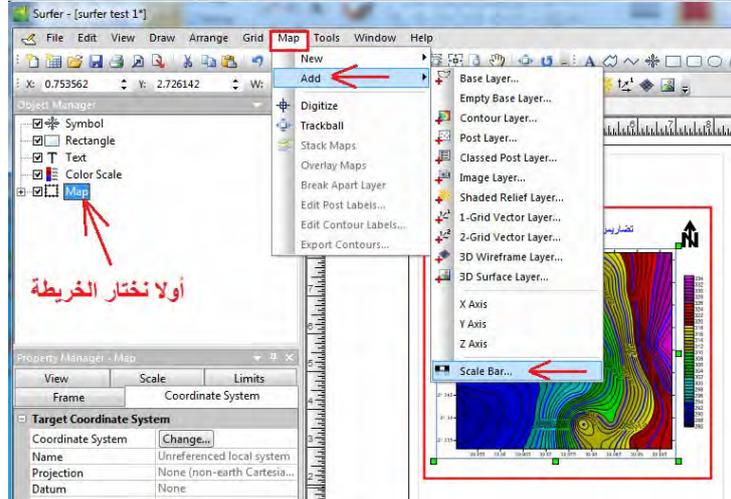 Surfer - [surfer test 1*]
File Edit View Draw Arrange Grid Map Tools Window Help
X: 0.753562 Y: 2.726142 W:
Object Manager
Symbol
Rectangle
Text
Color Scale
Map
أولا نختار الخريطة
New
Add
Digitize
Trackball
Stack Maps
Overlay Maps
Break Apart Layer
Edit Post Labels...
Edit Contour Labels...
Export Contours...
Base Layer...
Empty Base Layer...
Contour Layer...
Post Layer...
Classed Post Layer...
Image Layer...
Shaded Relief Layer...
1-Grid Vector Layer...
2-Grid Vector Layer...
3D Wireframe Layer...
3D Surface Layer...
X Axis
Y Axis
Z Axis
Scale Bar...
تضاريس
N
Property Manager - Map
View Scale Limits
Frame Coordinate System
Target Coordinate System
Coordinate System Change...
Name Unreferenced local system
Projection None (non-earth Cartesia...
Datum None